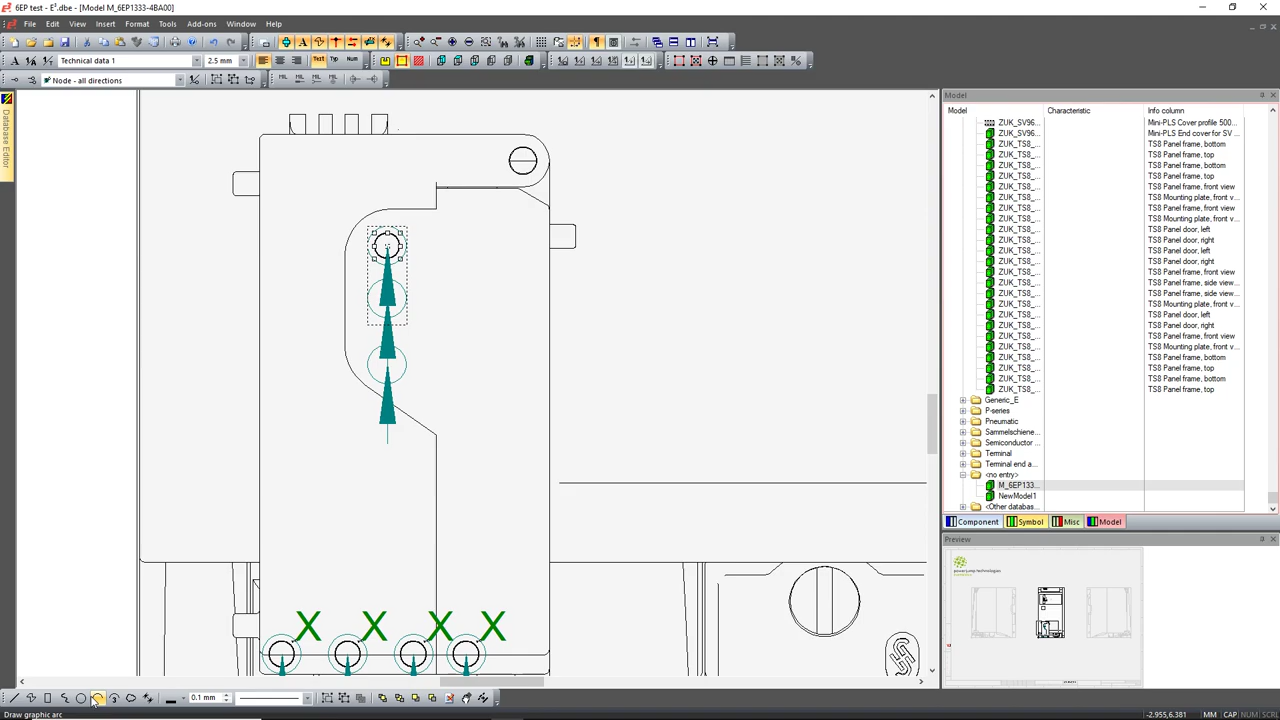 6EP test - E³.dbe - [Model M_6EP1333-4BA00]
File Edit View Insert Format Tools Add-ons Window Help
Technical data 1 2.5 mm Text Typ Num
Node - all directions
Database Editor
Model
Model Characteristic Info column
ZUK_SV96... Mini-PLS Cover profile 500...
ZUK_SV96... Mini-PLS End cover for SV ...
ZUK_TS8_... TS8 Panel frame, bottom
ZUK_TS8_... TS8 Panel frame, top
ZUK_TS8_... TS8 Panel frame, bottom
ZUK_TS8_... TS8 Panel frame, top
ZUK_TS8_... TS8 Panel frame, front view
ZUK_TS8_... TS8 Mounting plate, front v...
ZUK_TS8_... TS8 Panel frame, front view
ZUK_TS8_... TS8 Mounting plate, front v...
ZUK_TS8_... TS8 Panel door, left
ZUK_TS8_... TS8 Panel door, right
ZUK_TS8_... TS8 Panel door, left
ZUK_TS8_... TS8 Panel door, right
ZUK_TS8_... TS8 Panel frame, front view
ZUK_TS8_... TS8 Panel frame, side view...
ZUK_TS8_... TS8 Panel frame, side view...
ZUK_TS8_... TS8 Mounting plate, front v...
ZUK_TS8_... TS8 Panel door, left
ZUK_TS8_... TS8 Panel door, right
ZUK_TS8_... TS8 Panel frame, front view
ZUK_TS8_... TS8 Mounting plate, front v...
ZUK_TS8_... TS8 Panel frame, bottom
ZUK_TS8_... TS8 Panel frame, top
ZUK_TS8_... TS8 Panel frame, bottom
ZUK_TS8_... TS8 Panel frame, top
Generic_E
P-series
Pneumatic
Sammelschiene...
Semiconductor ...
Terminal
Terminal end a...
<no entry>
M_6EP133...
NewModel1
<Other databas...
Component Symbol Misc Model
Preview
X X X X
0.1 mm
Draw graphic arc -2.955,6.381 MM CAP NUM SCRL